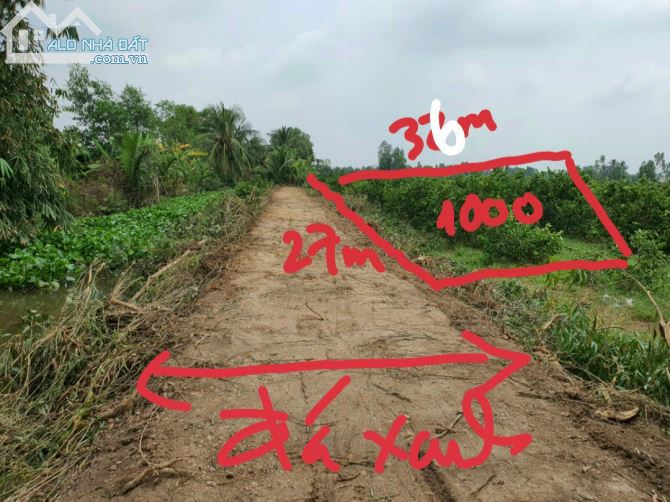 ALO NHÀ ĐẤT
.com.vn
36m
1000
27m
đá xanh